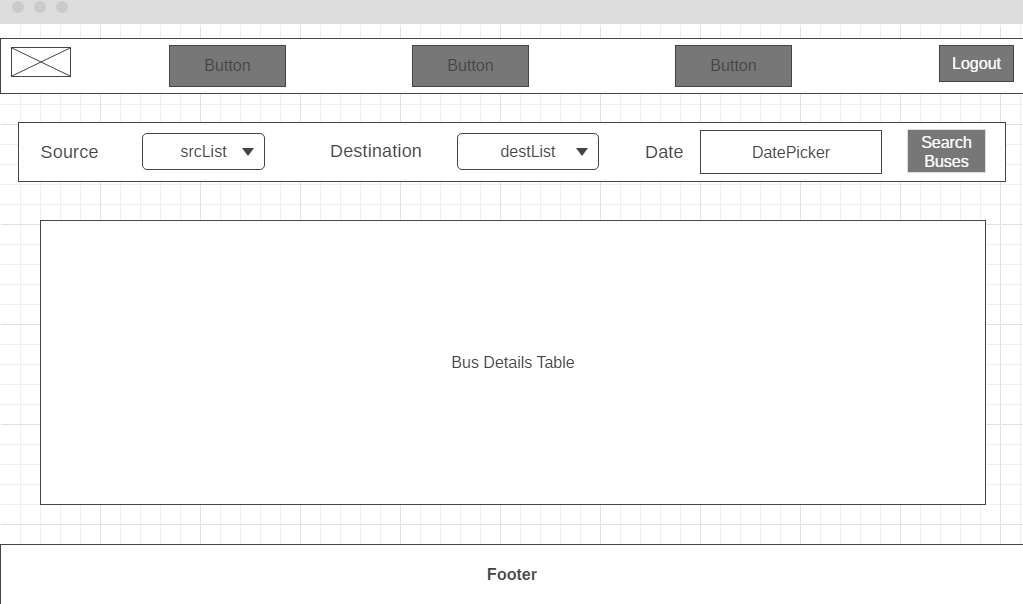 Button
Button
Button
Logout
Source
srcList
Destination
destList
Date
DatePicker
Search
Buses
Bus Details Table
Footer